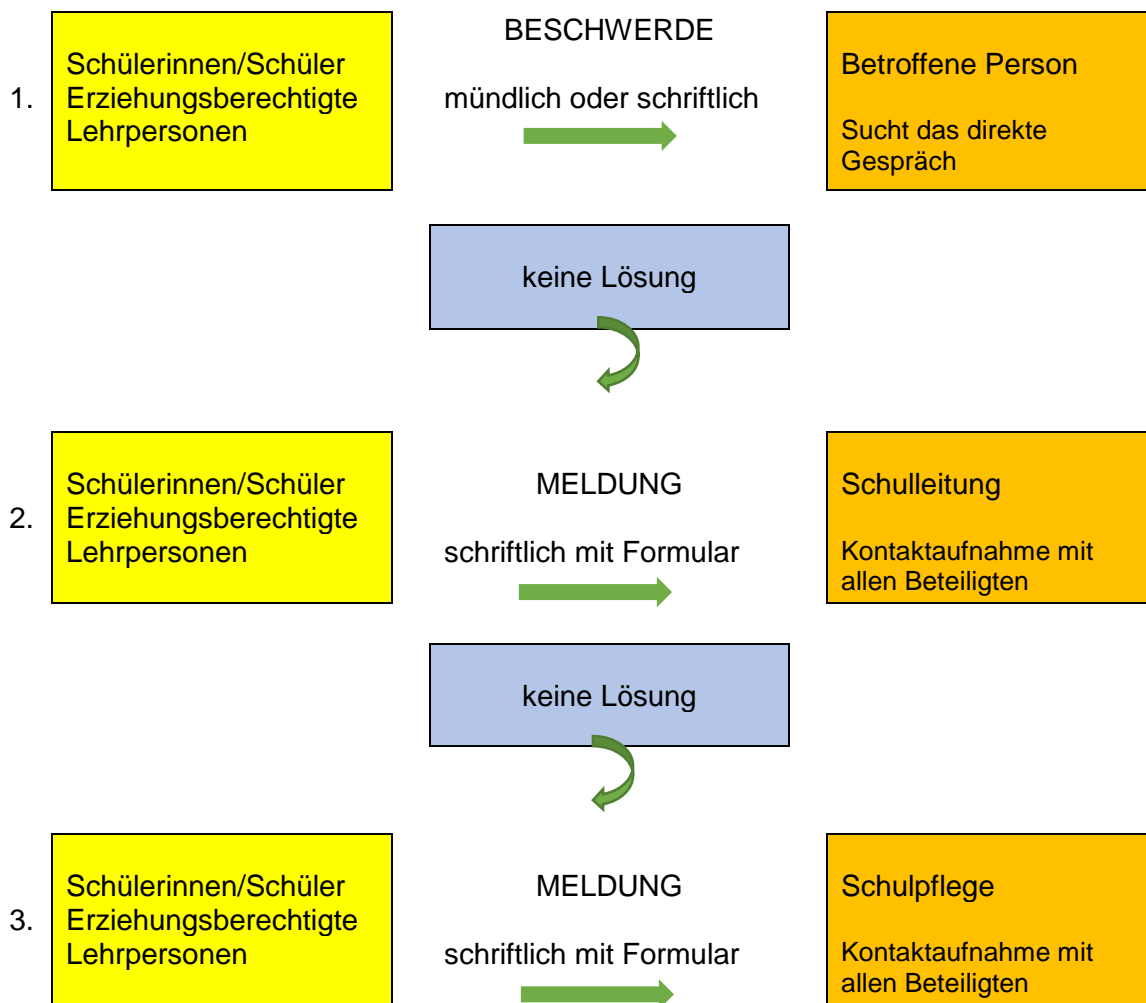 1.
Schülerinnen/Schüler
Erziehungsberechtigte
Lehrpersonen
BESCHWERDE
mündlich oder schriftlich
Betroffene Person
Sucht das direkte
Gespräch
keine Lösung
2.
Schülerinnen/Schüler
Erziehungsberechtigte
Lehrpersonen
MELDUNG
schriftlich mit Formular
Schulleitung
Kontaktaufnahme mit
allen Beteiligten
keine Lösung
3.
Schülerinnen/Schüler
Erziehungsberechtigte
Lehrpersonen
MELDUNG
schriftlich mit Formular
Schulpflege
Kontaktaufnahme mit
allen Beteiligten